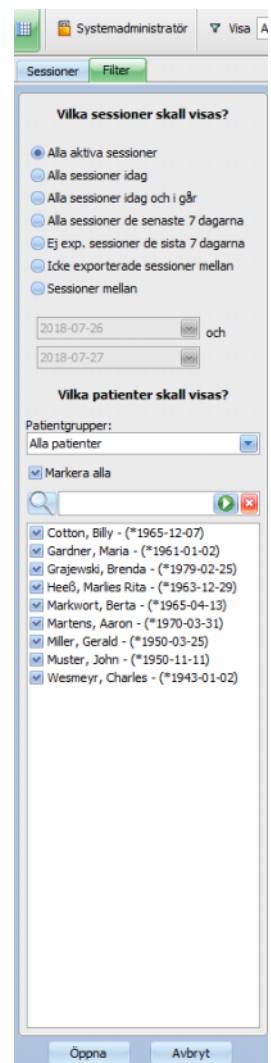 Systemadministratör Visa A
Sessioner Filter
Vilka sessioner skall visas?
Alla aktiva sessioner
Alla sessioner idag
Alla sessioner idag och i går
Alla sessioner de senaste 7 dagarna
Ej exp. sessioner de sista 7 dagarna
Icke exporterade sessioner mellan
Sessioner mellan
2018-07-26 och
2018-07-27
Vilka patienter skall visas?
Patientgrupper:
Alla patienter
Markera alla
Cotton, Billy - (*1965-12-07)
Gardner, Maria - (*1961-01-02)
Grajewski, Brenda - (*1979-02-25)
Heeß, Marlies Rita - (*1963-12-29)
Markwort, Berta - (*1965-04-13)
Martens, Aaron - (*1970-03-31)
Miller, Gerald - (*1950-03-25)
Muster, John - (*1950-11-11)
Wesmeyr, Charles - (*1943-01-02)
Öppna Avbryt